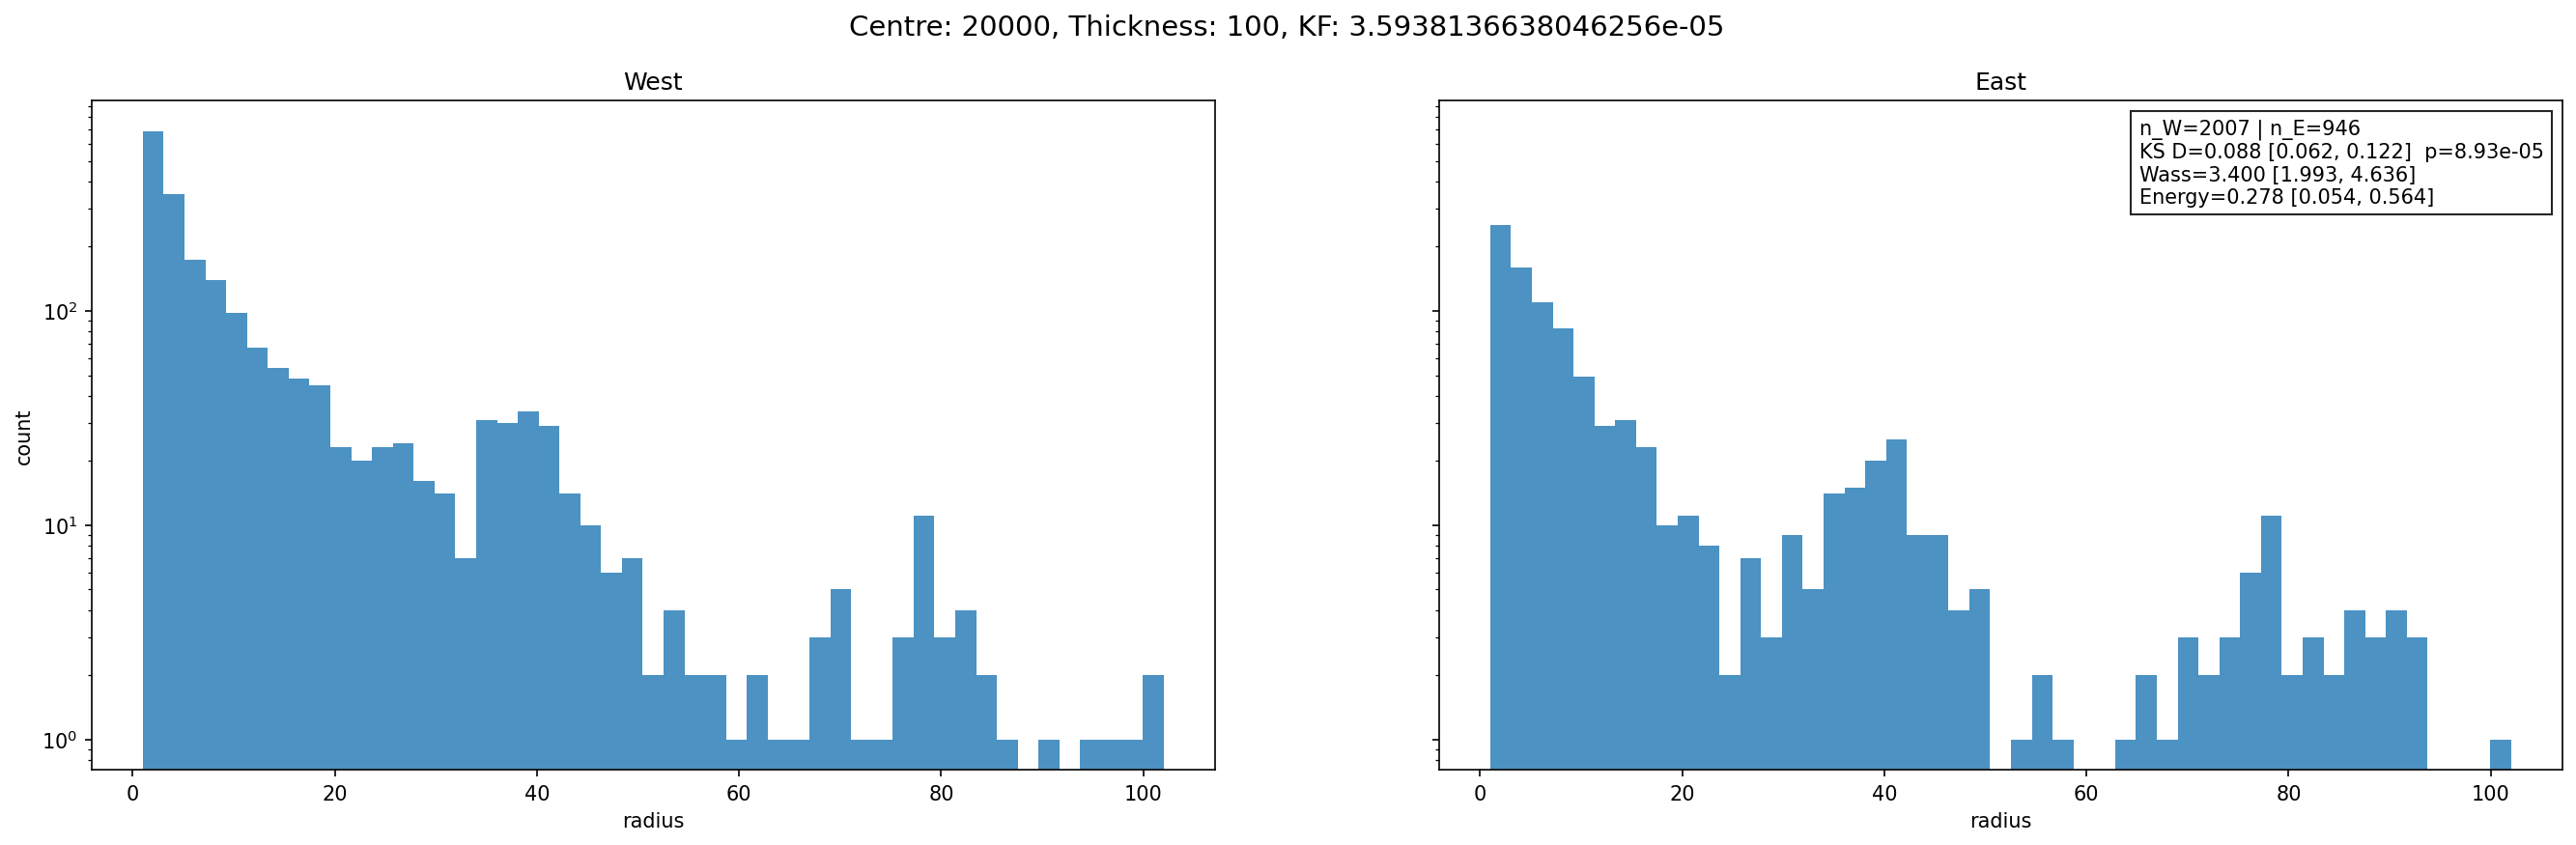 Centre: 20000, Thickness: 100, KF: 3.5938136638046256e-05
West
East
n_W=2007 | n_E=946
KS D=0.088 [0.062, 0.122]  p=8.93e-05
Wass=3.400 [1.993, 4.636]
Energy=0.278 [0.054, 0.564]
count
10²
10¹
10⁰
0 20 40 60 80 100
radius
0 20 40 60 80 100
radius